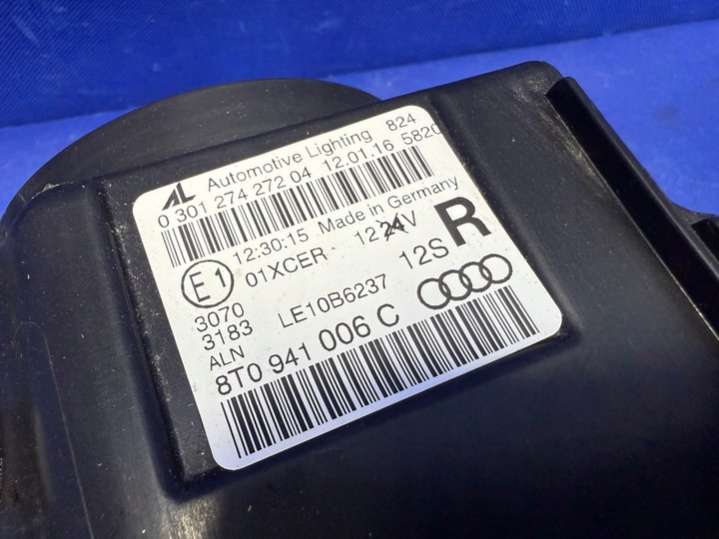 AL Automotive Lighting 824
0 301 274 272 04 12.01.16 5820
12:30:15 Made in Germany
E1 01XCER 12 24V R
3070
3183 LE10B6237 12S
ALN
8T0 941 006 C